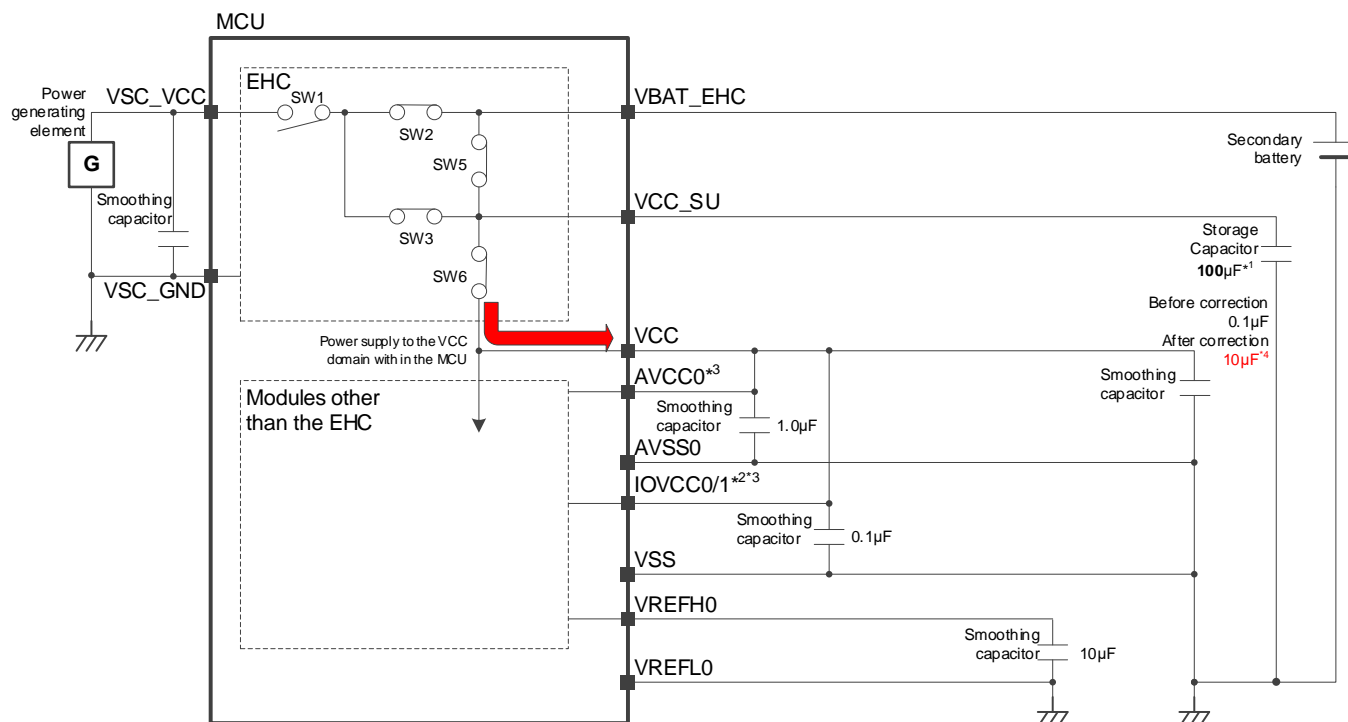 MCU
EHC
Power
generating
element
VSC_VCC
SW1
SW2
VBAT_EHC
G
SW5
Secondary
battery
Smoothing
capacitor
SW3
VCC_SU
Storage
Capacitor
100µF*1
SW6
VSC_GND
Before correction
0.1µF
After correction
10µF*4
Power supply to the VCC
domain with in the MCU
VCC
AVCC0*3
Modules other
than the EHC
Smoothing
capacitor
1.0µF
Smoothing
capacitor
AVSS0
IOVCC0/1*2*3
Smoothing
capacitor
0.1µF
VSS
VREFH0
Smoothing
capacitor
10µF
VREFL0